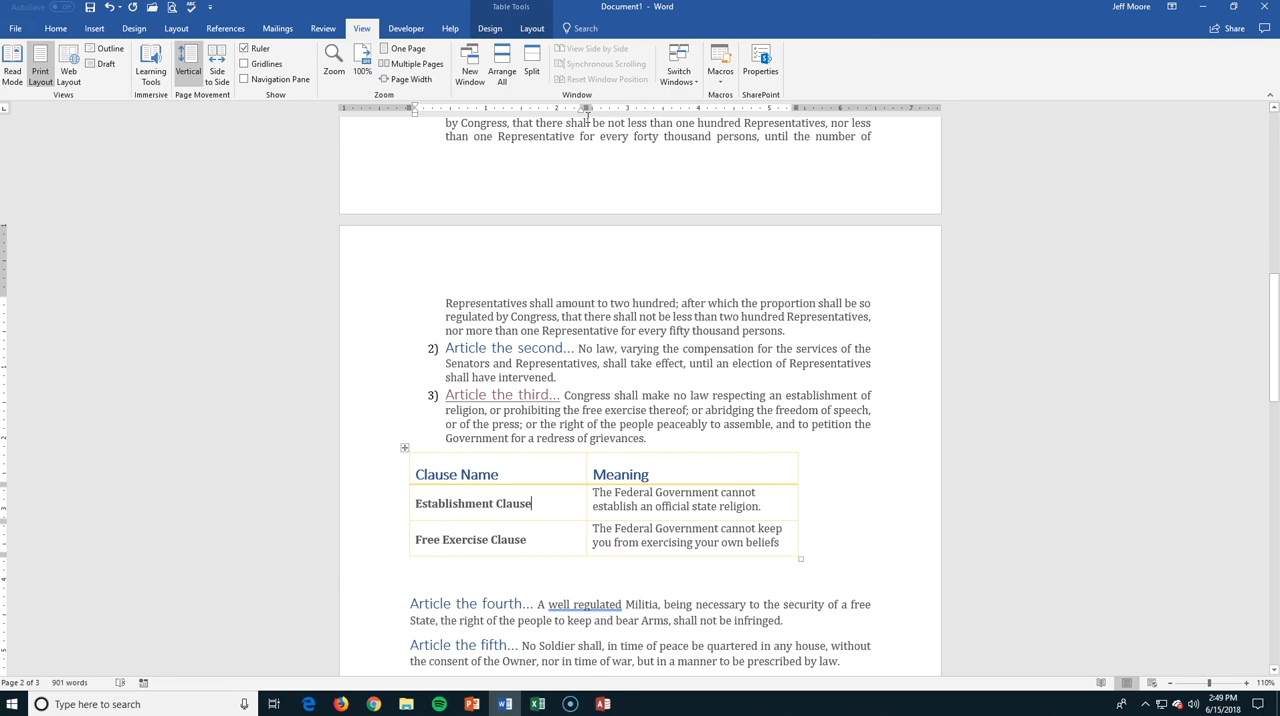 AutoSave Off Table Tools Document1 - Word Jeff Moore
File Home Insert Design Layout References Mailings Review View Developer Help Design Layout Search Share
Read Mode Print Layout Web Layout Outline Draft Learning Tools Vertical Side to Side Ruler Gridlines Navigation Pane Zoom 100% One Page Multiple Pages Page Width New Window Arrange All Split View Side by Side Synchronous Scrolling Reset Window Position Switch Windows Macros Properties
Views Immersive Page Movement Show Zoom Window Macros SharePoint
1 1 2 3 4 5 6 7
by Congress, that there shall be not less than one hundred Representatives, nor less
than one Representative for every forty thousand persons, until the number of
Representatives shall amount to two hundred; after which the proportion shall be so
regulated by Congress, that there shall not be less than two hundred Representatives,
nor more than one Representative for every fifty thousand persons.
2) Article the second... No law, varying the compensation for the services of the
Senators and Representatives, shall take effect, until an election of Representatives
shall have intervened.
3) Article the third... Congress shall make no law respecting an establishment of
religion, or prohibiting the free exercise thereof; or abridging the freedom of speech,
or of the press; or the right of the people peaceably to assemble, and to petition the
Government for a redress of grievances.
Clause Name Meaning
Establishment Clause The Federal Government cannot
establish an official state religion.
Free Exercise Clause The Federal Government cannot keep
you from exercising your own beliefs
Article the fourth... A well regulated Militia, being necessary to the security of a free
State, the right of the people to keep and bear Arms, shall not be infringed.
Article the fifth... No Soldier shall, in time of peace be quartered in any house, without
the consent of the Owner, nor in time of war, but in a manner to be prescribed by law.
Page 2 of 3 901 words 110%
Type here to search 2:49 PM
6/15/2018